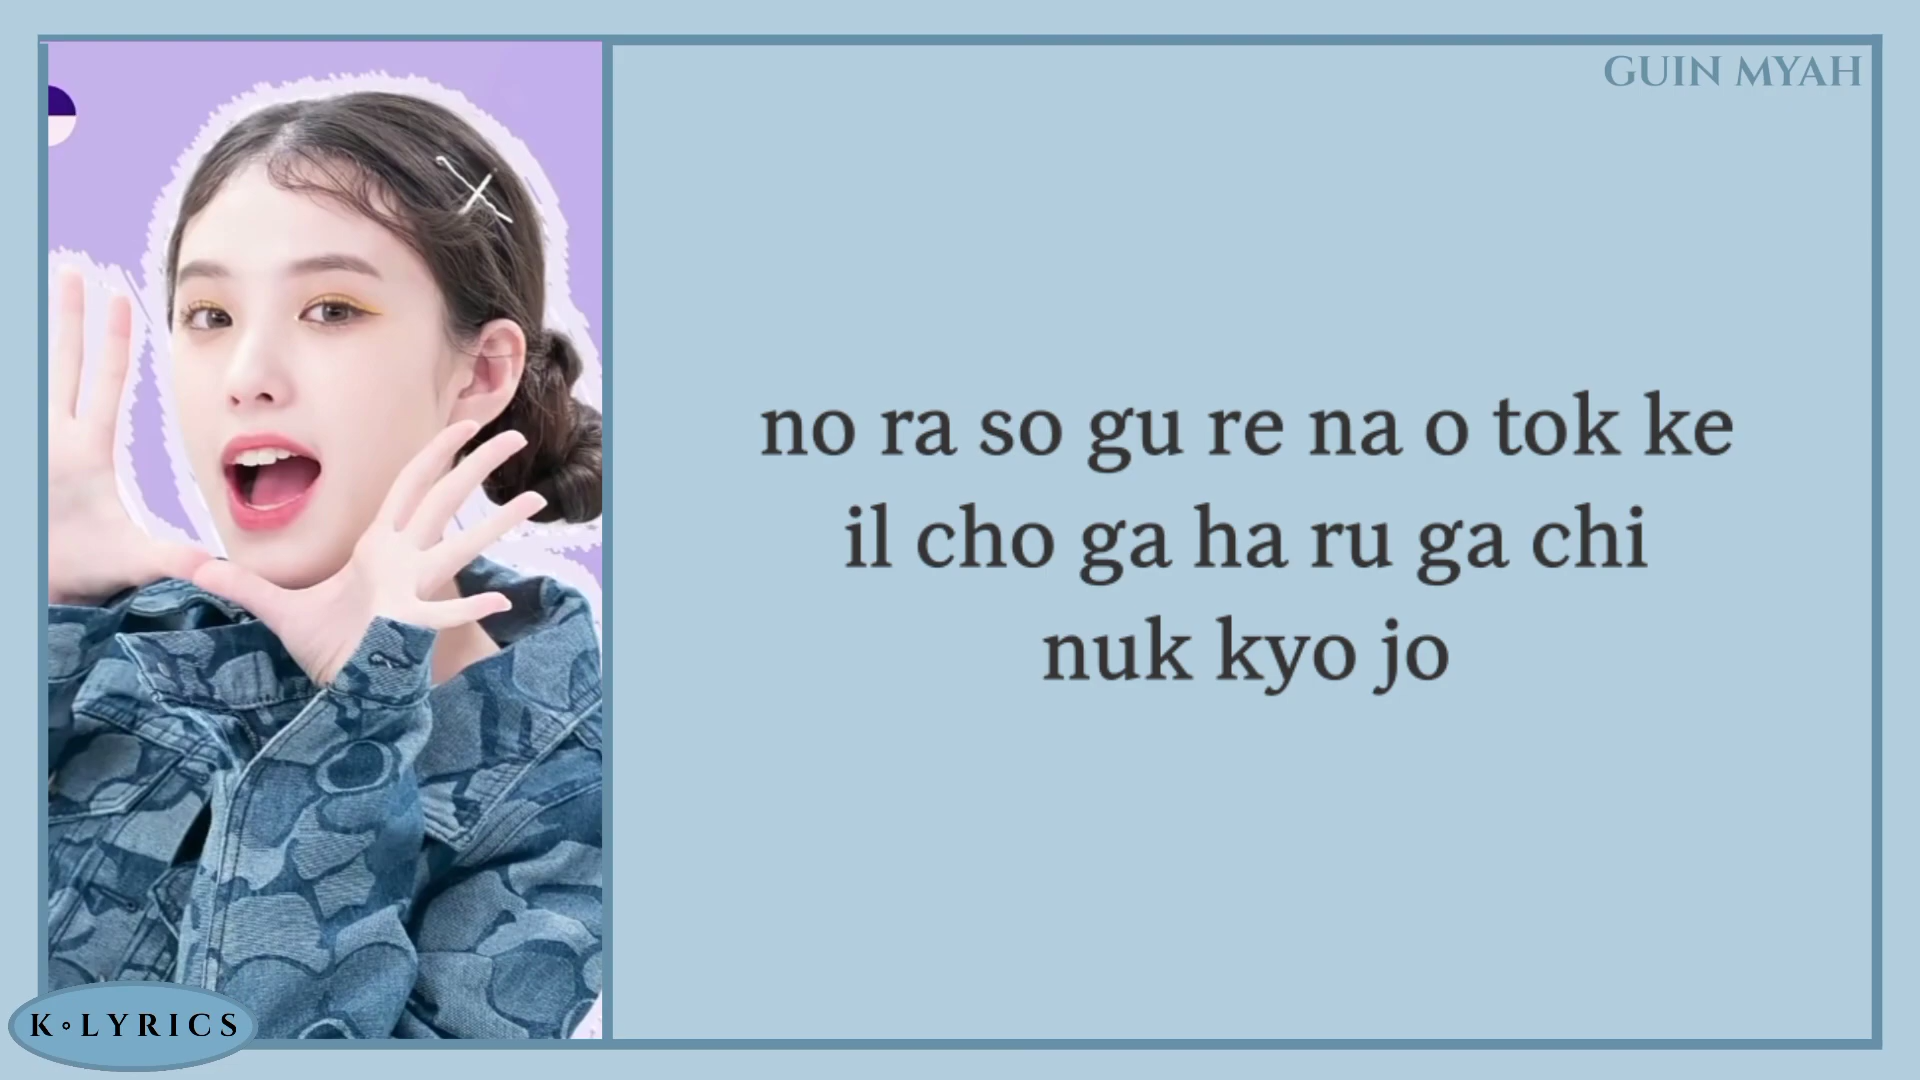 GUIN MYAH
no ra so gu re na o tok ke
il cho ga ha ru ga chi
nuk kyo jo
K∘LYRICS